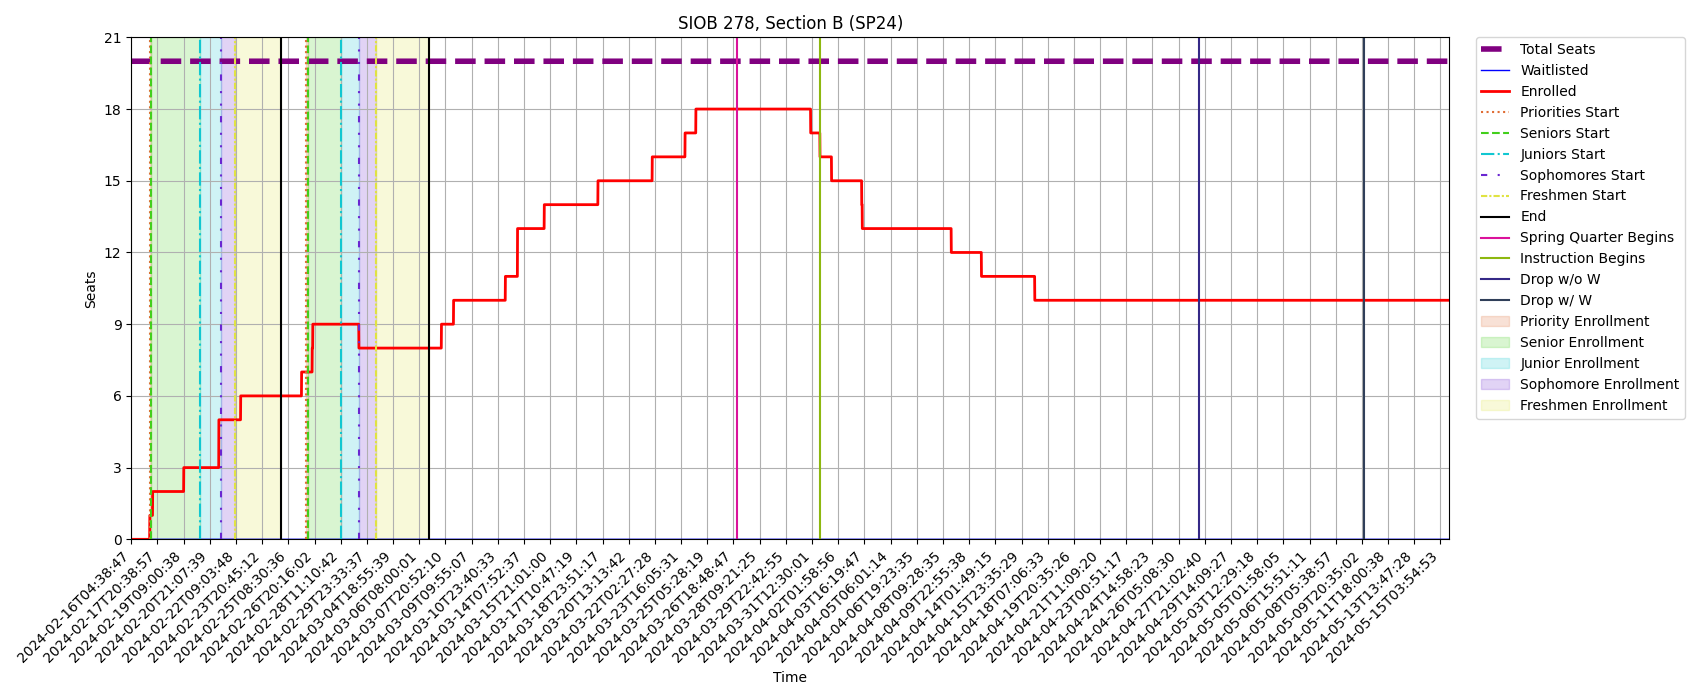 SIOB 278, Section B (SP24)
21
18
15
12
9
6
3
0
Seats
2024-02-16T04:38:47
2024-02-17T20:38:57
2024-02-19T09:00:38
2024-02-20T21:07:39
2024-02-22T09:03:48
2024-02-23T20:45:12
2024-02-25T08:30:36
2024-02-26T20:16:02
2024-02-28T11:10:42
2024-02-29T23:33:37
2024-03-04T18:55:39
2024-03-06T08:00:01
2024-03-07T20:52:10
2024-03-09T09:55:07
2024-03-10T23:40:33
2024-03-14T07:52:37
2024-03-15T21:01:00
2024-03-17T10:47:19
2024-03-18T23:51:17
2024-03-20T13:13:42
2024-03-22T02:27:28
2024-03-23T16:05:31
2024-03-25T05:28:19
2024-03-26T18:48:47
2024-03-28T09:21:25
2024-03-29T22:42:55
2024-03-31T12:30:01
2024-04-02T01:58:56
2024-04-03T16:19:47
2024-04-05T06:01:14
2024-04-06T19:23:35
2024-04-08T09:28:35
2024-04-09T22:55:38
2024-04-14T01:49:15
2024-04-15T23:35:29
2024-04-18T07:06:33
2024-04-19T20:35:26
2024-04-21T11:09:20
2024-04-23T00:51:17
2024-04-24T14:58:23
2024-04-26T05:08:30
2024-04-27T21:02:40
2024-04-29T14:09:27
2024-05-03T12:29:18
2024-05-05T01:58:05
2024-05-06T15:51:11
2024-05-08T05:38:57
2024-05-09T20:35:02
2024-05-11T18:00:38
2024-05-13T13:47:28
2024-05-15T03:54:53
Time
Total Seats
Waitlisted
Enrolled
Priorities Start
Seniors Start
Juniors Start
Sophomores Start
Freshmen Start
End
Spring Quarter Begins
Instruction Begins
Drop w/o W
Drop w/ W
Priority Enrollment
Senior Enrollment
Junior Enrollment
Sophomore Enrollment
Freshmen Enrollment